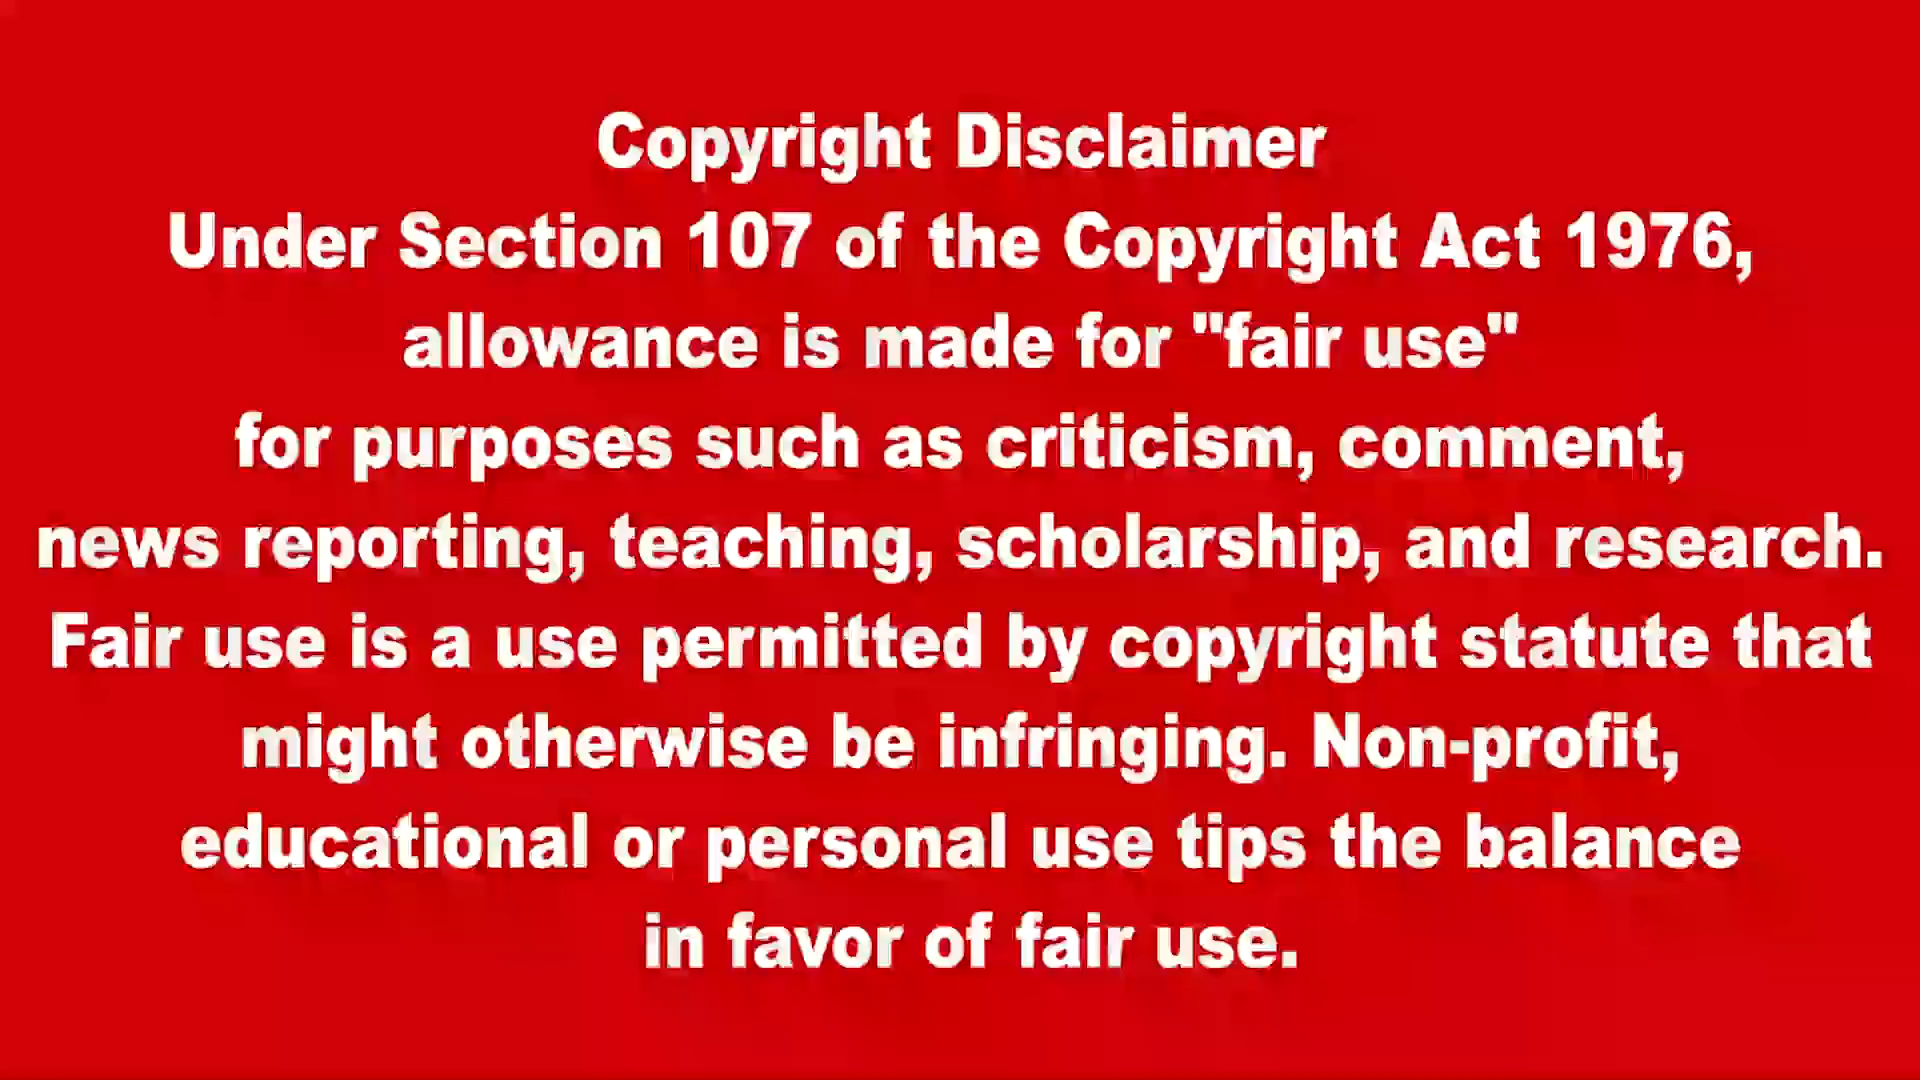 Copyright Disclaimer
Under Section 107 of the Copyright Act 1976,
allowance is made for "fair use"
for purposes such as criticism, comment,
news reporting, teaching, scholarship, and research.
Fair use is a use permitted by copyright statute that
might otherwise be infringing. Non-profit,
educational or personal use tips the balance
in favor of fair use.